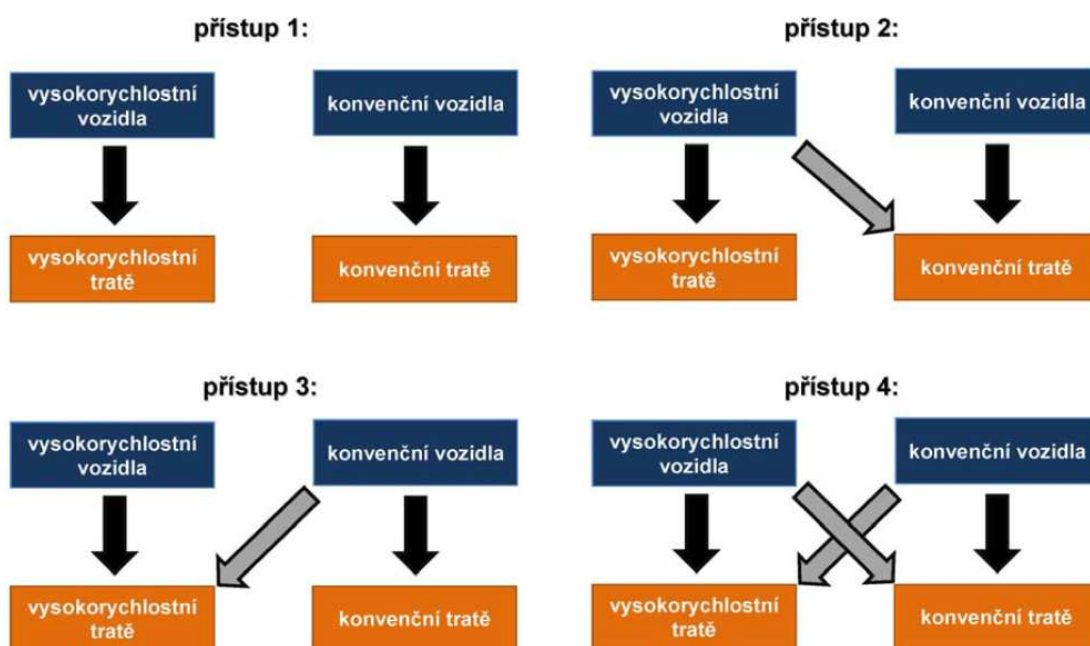 přístup 1:
vysokorychlostní
vozidla
konvenční vozidla
vysokorychlostní
tratě
konvenční tratě
přístup 2:
vysokorychlostní
vozidla
konvenční vozidla
vysokorychlostní
tratě
konvenční tratě
přístup 3:
vysokorychlostní
vozidla
konvenční vozidla
vysokorychlostní
tratě
konvenční tratě
přístup 4:
vysokorychlostní
vozidla
konvenční vozidla
vysokorychlostní
tratě
konvenční tratě